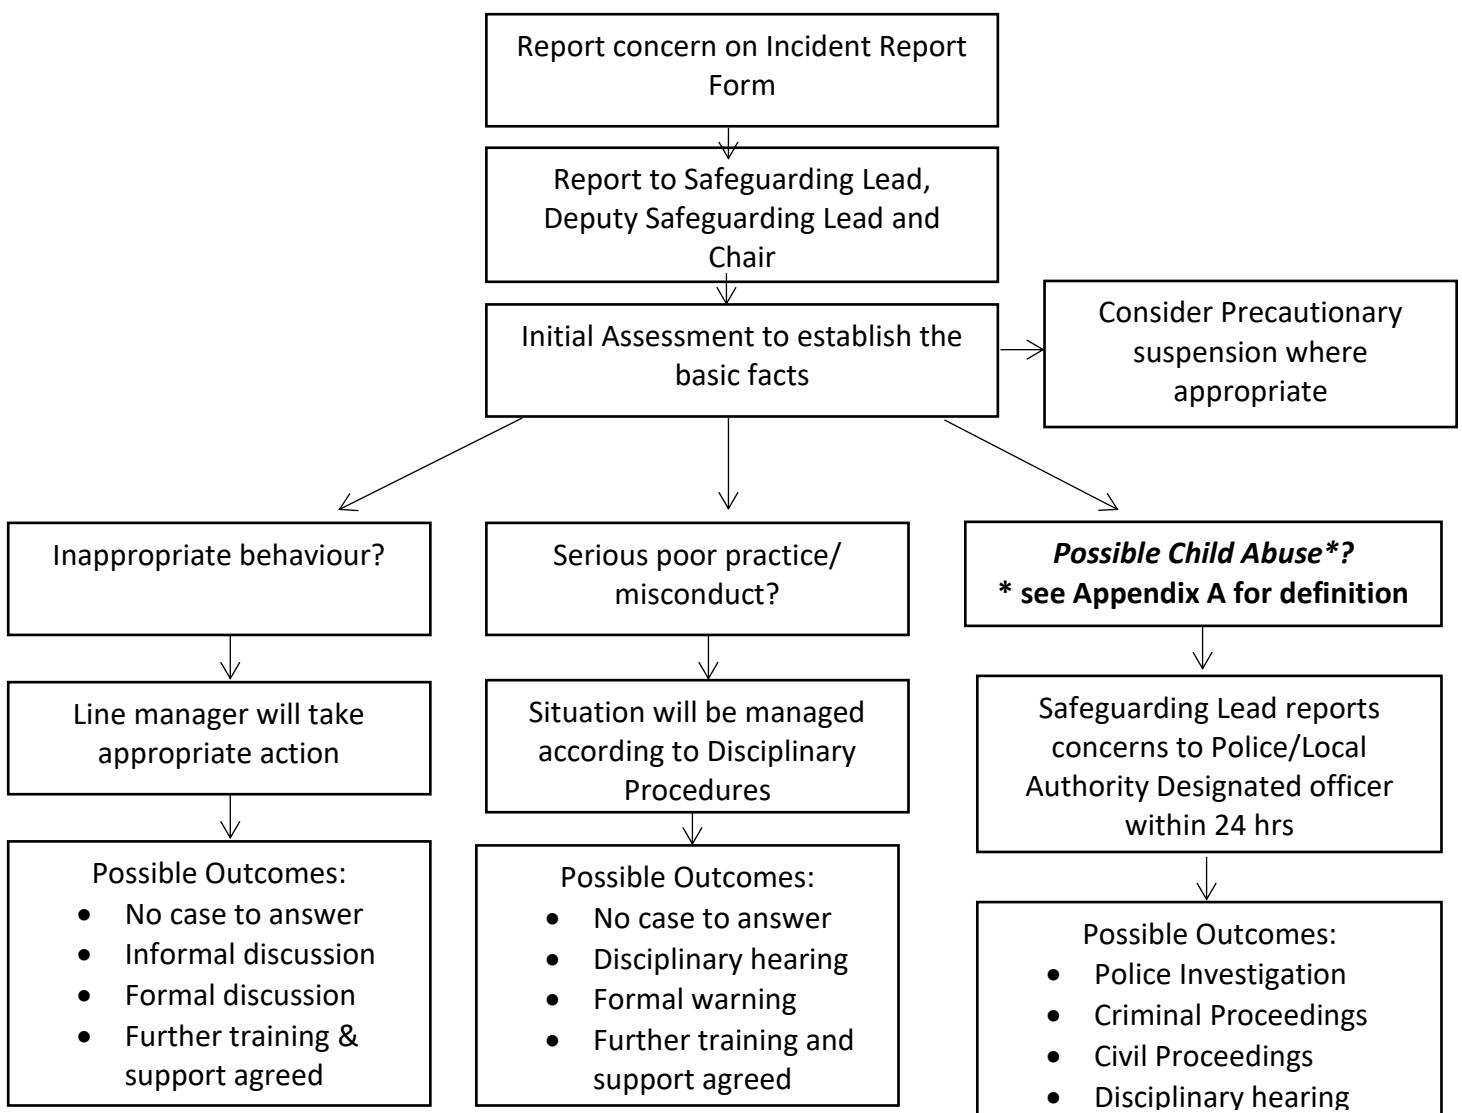 Report concern on Incident Report
Form
Report to Safeguarding Lead,
Deputy Safeguarding Lead and
Chair
Initial Assessment to establish the
basic facts
Consider Precautionary
suspension where
appropriate
Inappropriate behaviour?
Serious poor practice/
misconduct?
Possible Child Abuse*?
* see Appendix A for definition
Line manager will take
appropriate action
Situation will be managed
according to Disciplinary
Procedures
Safeguarding Lead reports
concerns to Police/Local
Authority Designated officer
within 24 hrs
Possible Outcomes:
• No case to answer
• Informal discussion
• Formal discussion
• Further training &
support agreed
Possible Outcomes:
• No case to answer
• Disciplinary hearing
• Formal warning
• Further training and
support agreed
Possible Outcomes:
• Police Investigation
• Criminal Proceedings
• Civil Proceedings
• Disciplinary hearing